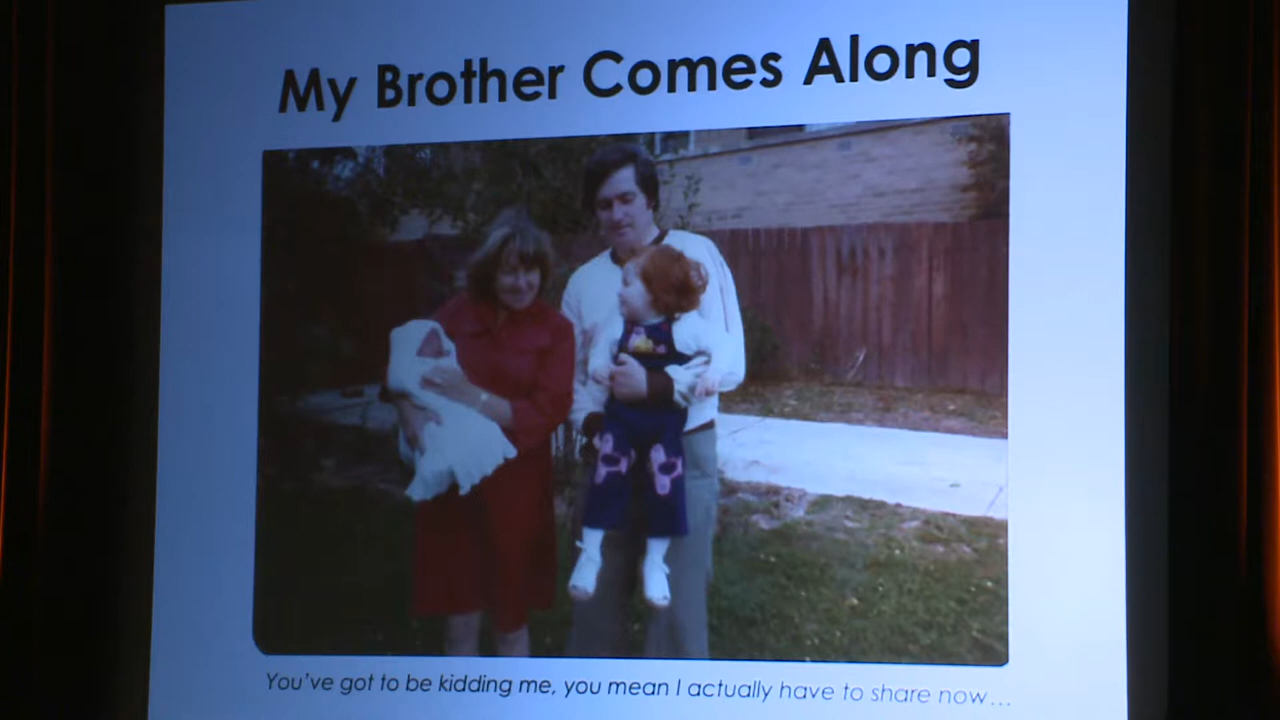 My Brother Comes Along
You've got to be kidding me, you mean I actually have to share now...